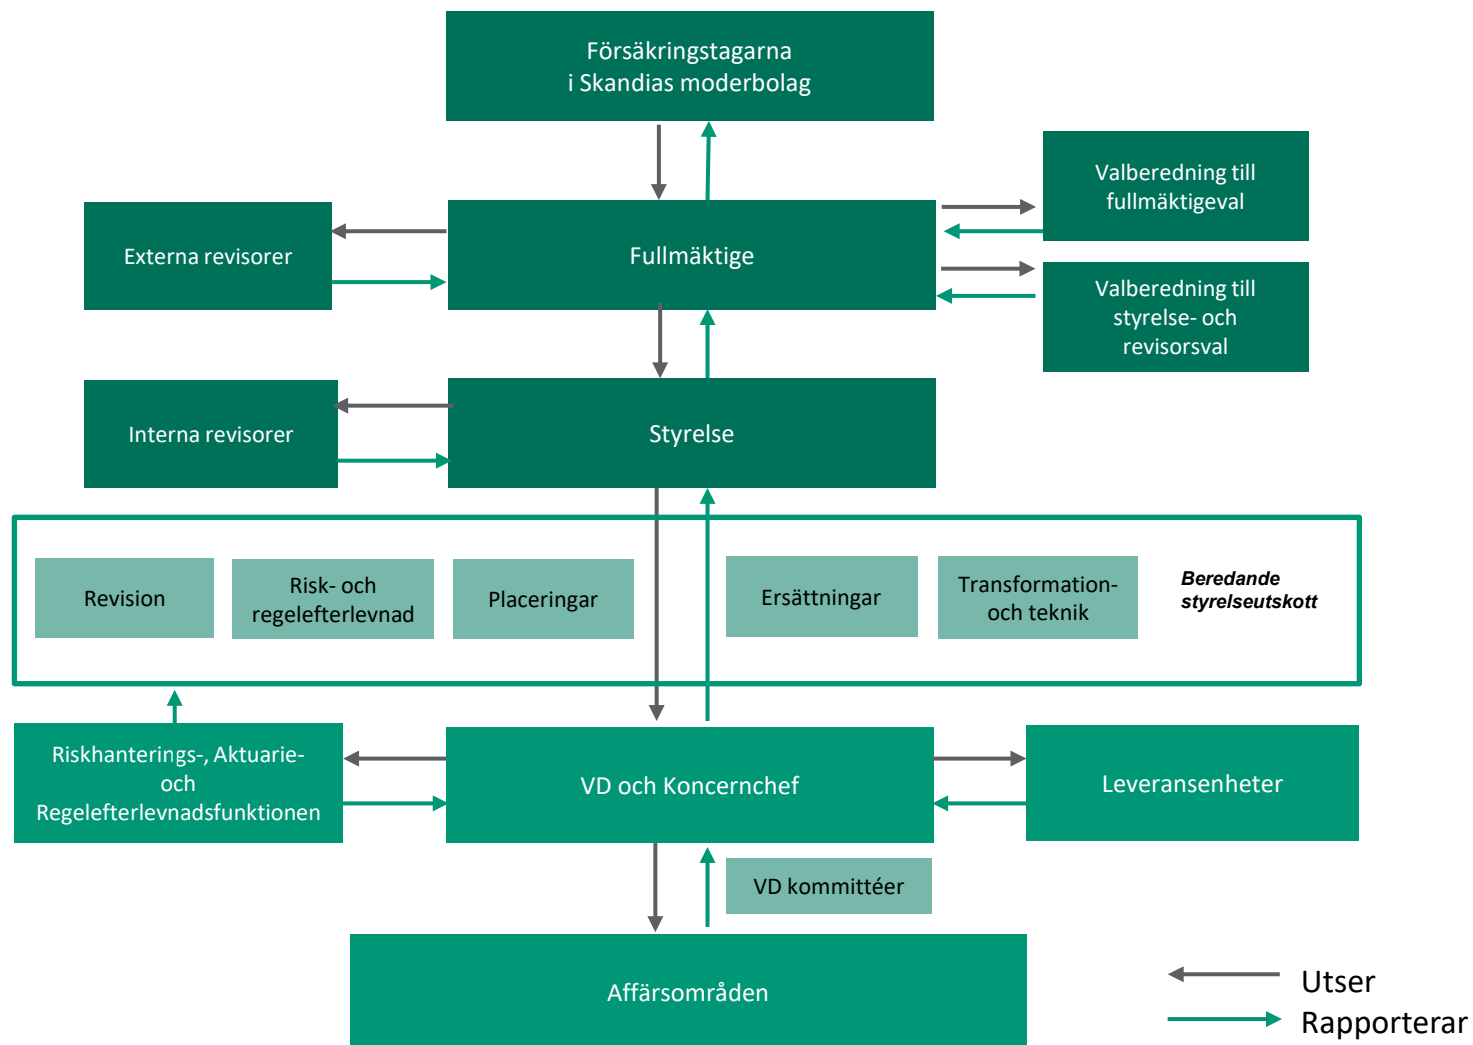 Försäkringstagarna
i Skandias moderbolag
Valberedning till
fullmäktigeval
Externa revisorer
Fullmäktige
Valberedning till
styrelse- och
revisorsval
Interna revisorer
Styrelse
Revision
Risk- och
regelefterlevnad
Placeringar
Ersättningar
Transformation-
och teknik
Beredande
styrelseutskott
Riskhanterings-, Aktuarie-
och
Regelefterlevnadsfunktionen
VD och Koncernchef
Leveransenheter
VD kommittéer
Affärsområden
Utser
Rapporterar